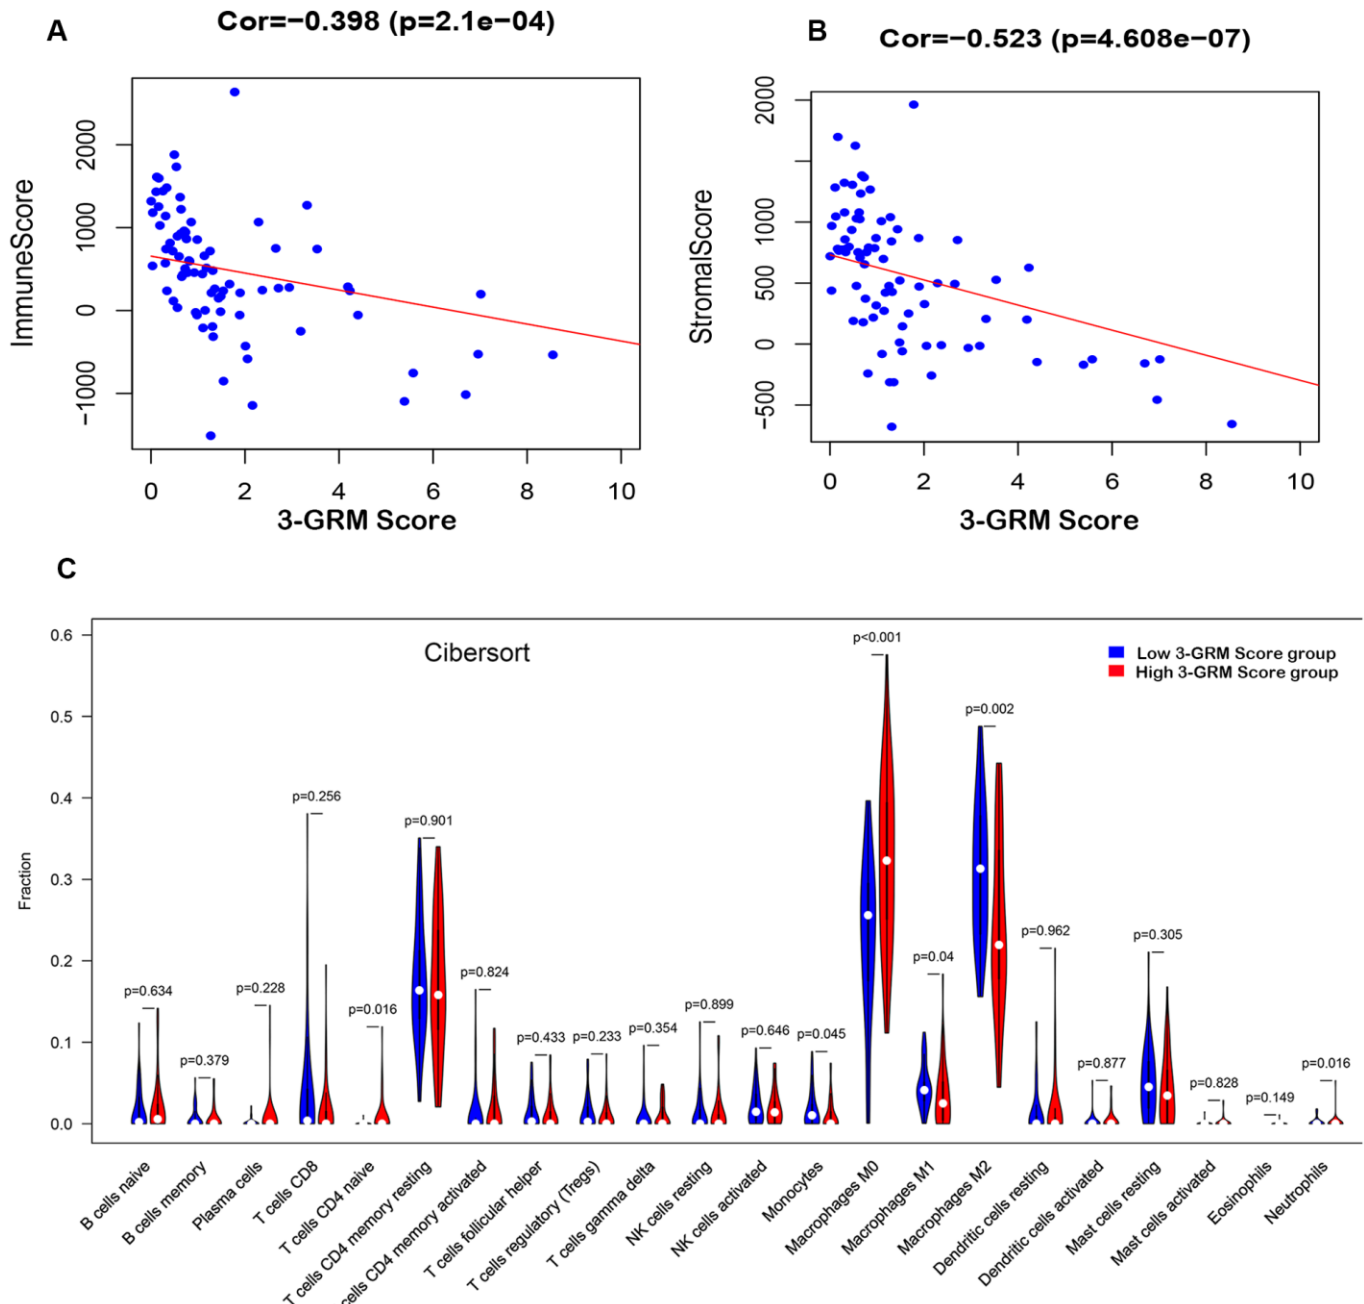 A
Cor=−0.398 (p=2.1e−04)
ImmuneScore
2000
1000
0
−1000
0 2 4 6 8 10
3-GRM Score
B
Cor=−0.523 (p=4.608e−07)
StromalScore
2000
1000
500
0
−500
0 2 4 6 8 10
3-GRM Score
C
Cibersort
Low 3-GRM Score group
High 3-GRM Score group
Fraction
0.6
0.5
0.4
0.3
0.2
0.1
0.0
p=0.634
p=0.379
p=0.228
p=0.256
p=0.016
p=0.901
p=0.824
p=0.433
p=0.233
p=0.354
p=0.899
p=0.646
p=0.045
p<0.001
p=0.04
p=0.002
p=0.962
p=0.877
p=0.305
p=0.828
p=0.149
p=0.016
B cells naive
B cells memory
Plasma cells
T cells CD8
T cells CD4 naive
T cells CD4 memory resting
cells CD4 memory activated
T cells follicular helper
T cells regulatory (Tregs)
T cells gamma delta
NK cells resting
NK cells activated
Monocytes
Macrophages M0
Macrophages M1
Macrophages M2
Dendritic cells resting
Dendritic cells activated
Mast cells resting
Mast cells activated
Eosinophils
Neutrophils